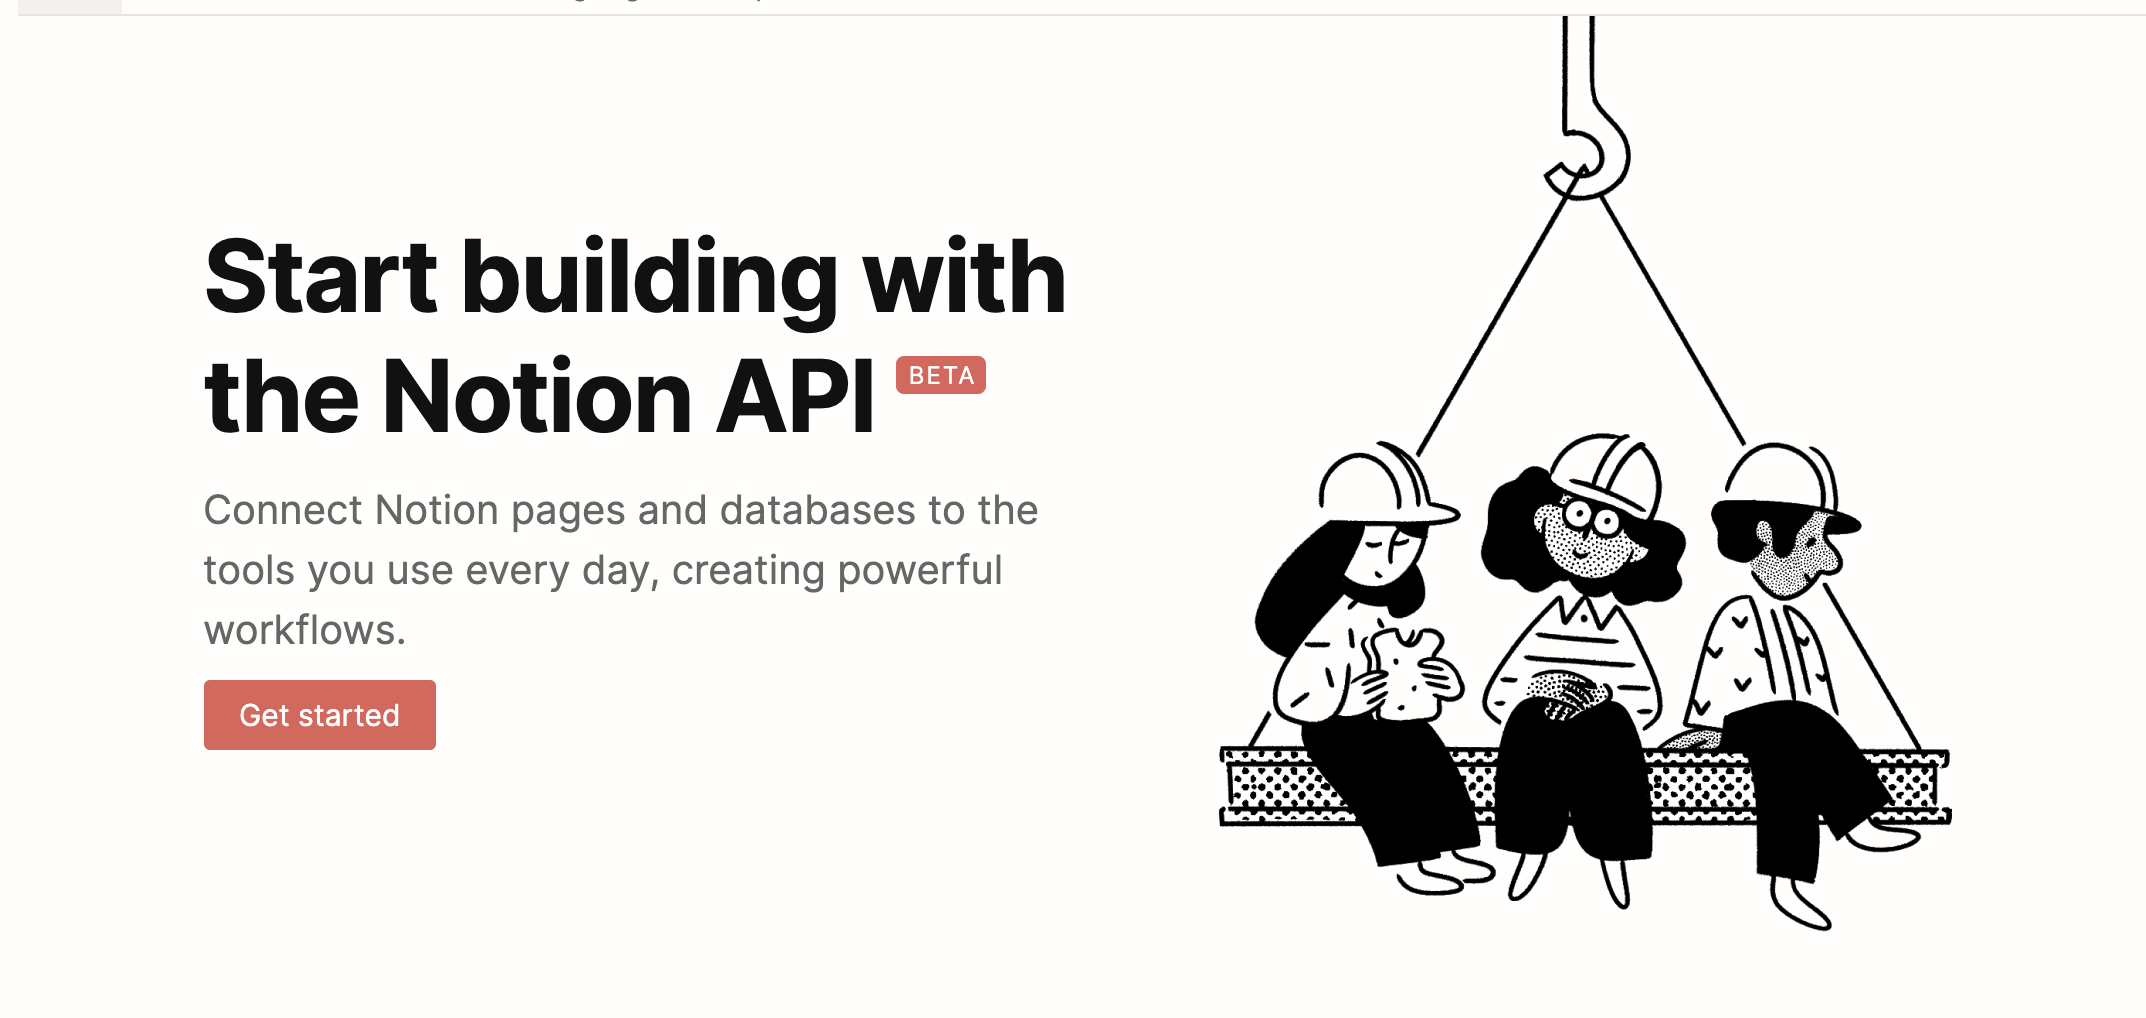 Start building with
the Notion API BETA
Connect Notion pages and databases to the
tools you use every day, creating powerful
workflows.
Get started